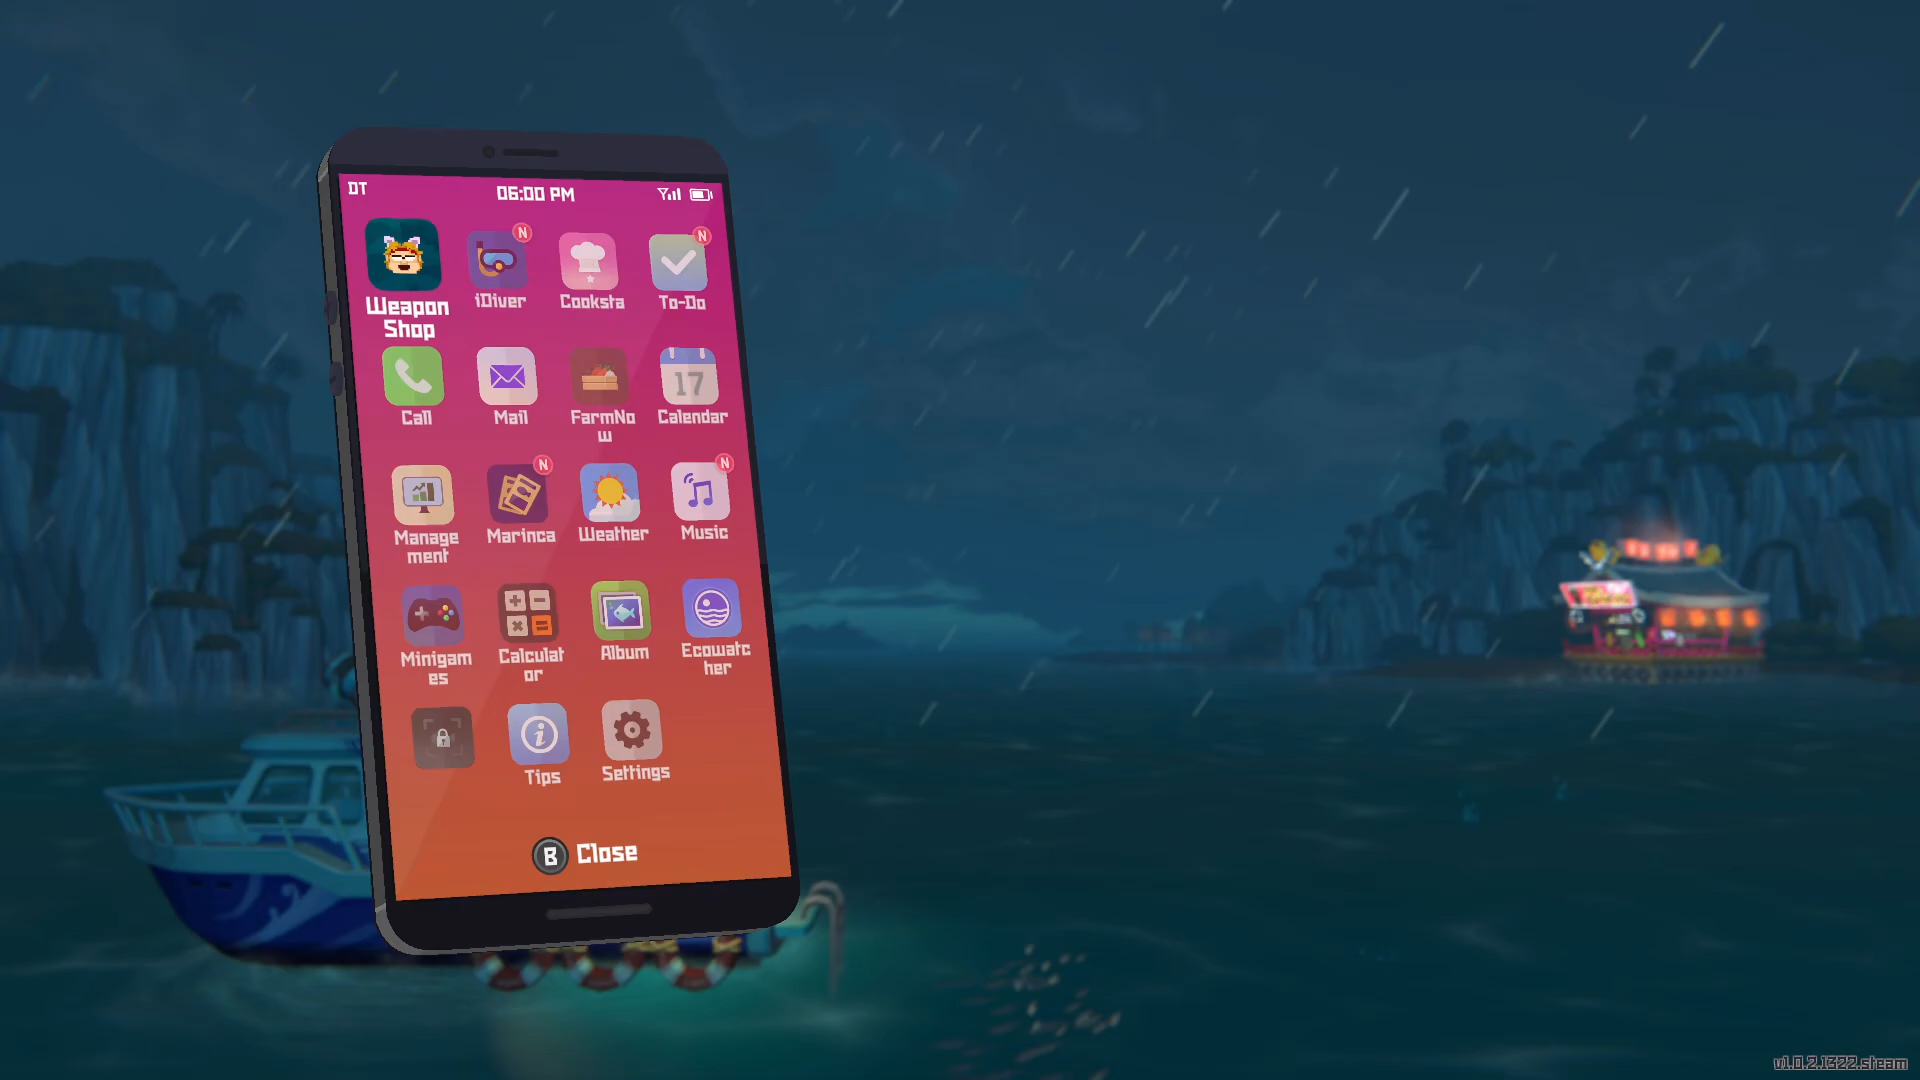 DT
06:00 PM
N
N
Weapon
Shop
iDiver
Cooksta
To-Do
17
Call
Mail
FarmNo
w
Calendar
N
N
Manage
ment
Marinca
Weather
Music
Minigam
es
Calculat
or
Album
Ecowatc
her
Tips
Settings
B Close
v1.0.2.1322.steam